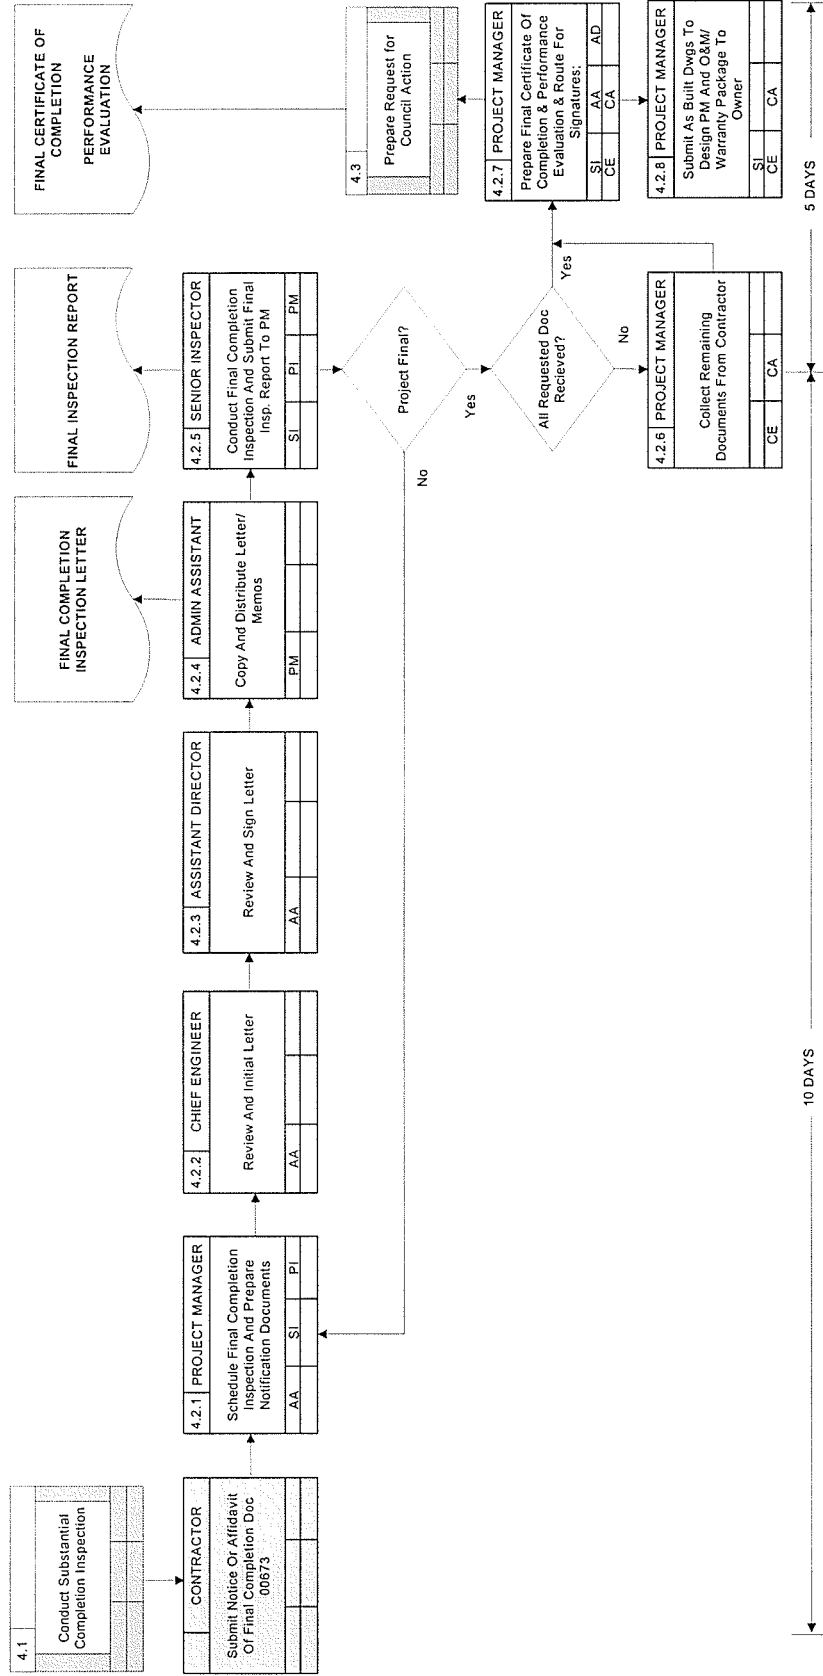 4.1
Conduct Substantial
Completion Inspection
CONTRACTOR
Submit Notice Or Affidavit
Of Final Completion Doc
00673
4.2.1 PROJECT MANAGER
Schedule Final Completion
Inspection And Prepare
Notification Documents
AA SI PI
4.2.2 CHIEF ENGINEER
Review And Initial Letter
AA
4.2.3 ASSISTANT DIRECTOR
Review And Sign Letter
AA
FINAL COMPLETION
INSPECTION LETTER
4.2.4 ADMIN ASSISTANT
Copy And Distribute Letter/
Memos
PM
FINAL INSPECTION REPORT
4.2.5 SENIOR INSPECTOR
Conduct Final Completion
Inspection And Submit Final
Insp. Report To PM
SI PI PM
Project Final?
No
Yes
All Requested Doc
Recieved?
No
Yes
4.2.6 PROJECT MANAGER
Collect Remaining
Documents From Contractor
CE CA
FINAL CERTIFICATE OF
COMPLETION
PERFORMANCE
EVALUATION
4.3
Prepare Request for
Council Action
4.2.7 PROJECT MANAGER
Prepare Final Certificate Of
Completion & Performance
Evaluation & Route For
Signatures;
SI AA AD
CE CA
4.2.8 PROJECT MANAGER
Submit As Built Dwgs To
Design PM And O&M/
Warranty Package To
Owner
SI
CE CA
10 DAYS
5 DAYS